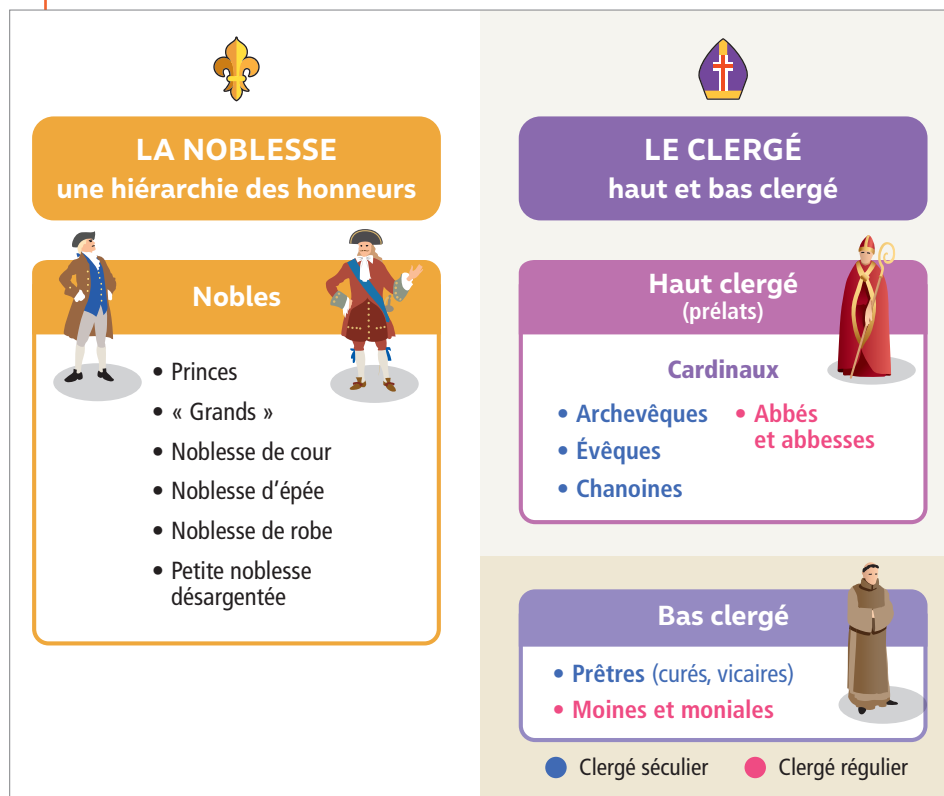 LA NOBLESSE
une hiérarchie des honneurs
Nobles
• Princes
• « Grands »
• Noblesse de cour
• Noblesse d'épée
• Noblesse de robe
• Petite noblesse
désargentée
LE CLERGÉ
haut et bas clergé
Haut clergé
(prélats)
Cardinaux
• Archevêques
• Évêques
• Chanoines
• Abbés
et abbesses
Bas clergé
• Prêtres (curés, vicaires)
• Moines et moniales
Clergé séculier
Clergé régulier